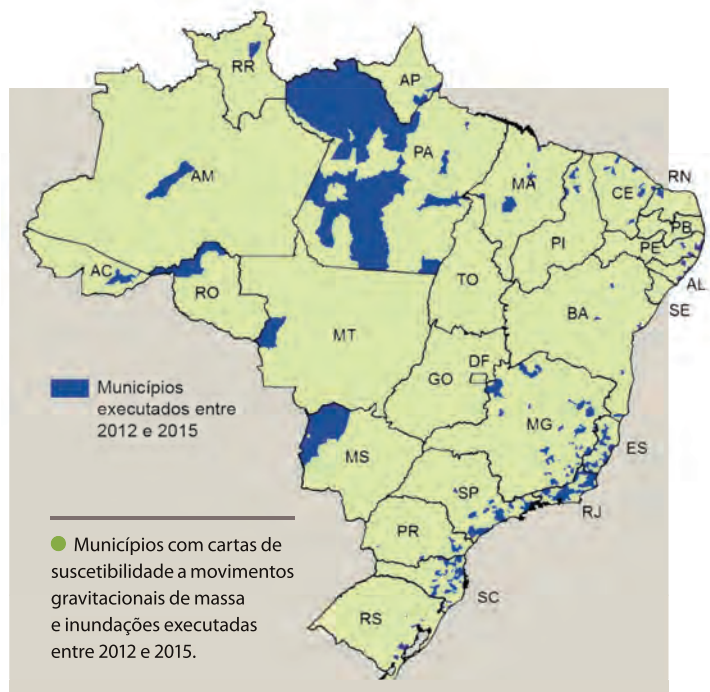 RR
AP
AM
PA
MA
CE
RN
PB
PE
PI
AC
AL
TO
RO
SE
BA
MT
DF
GO
Municípios
executados entre
2012 e 2015
MG
ES
MS
SP
RJ
PR
Municípios com cartas de
suscetibilidade a movimentos
gravitacionais de massa
e inundações executadas
entre 2012 e 2015.
SC
RS